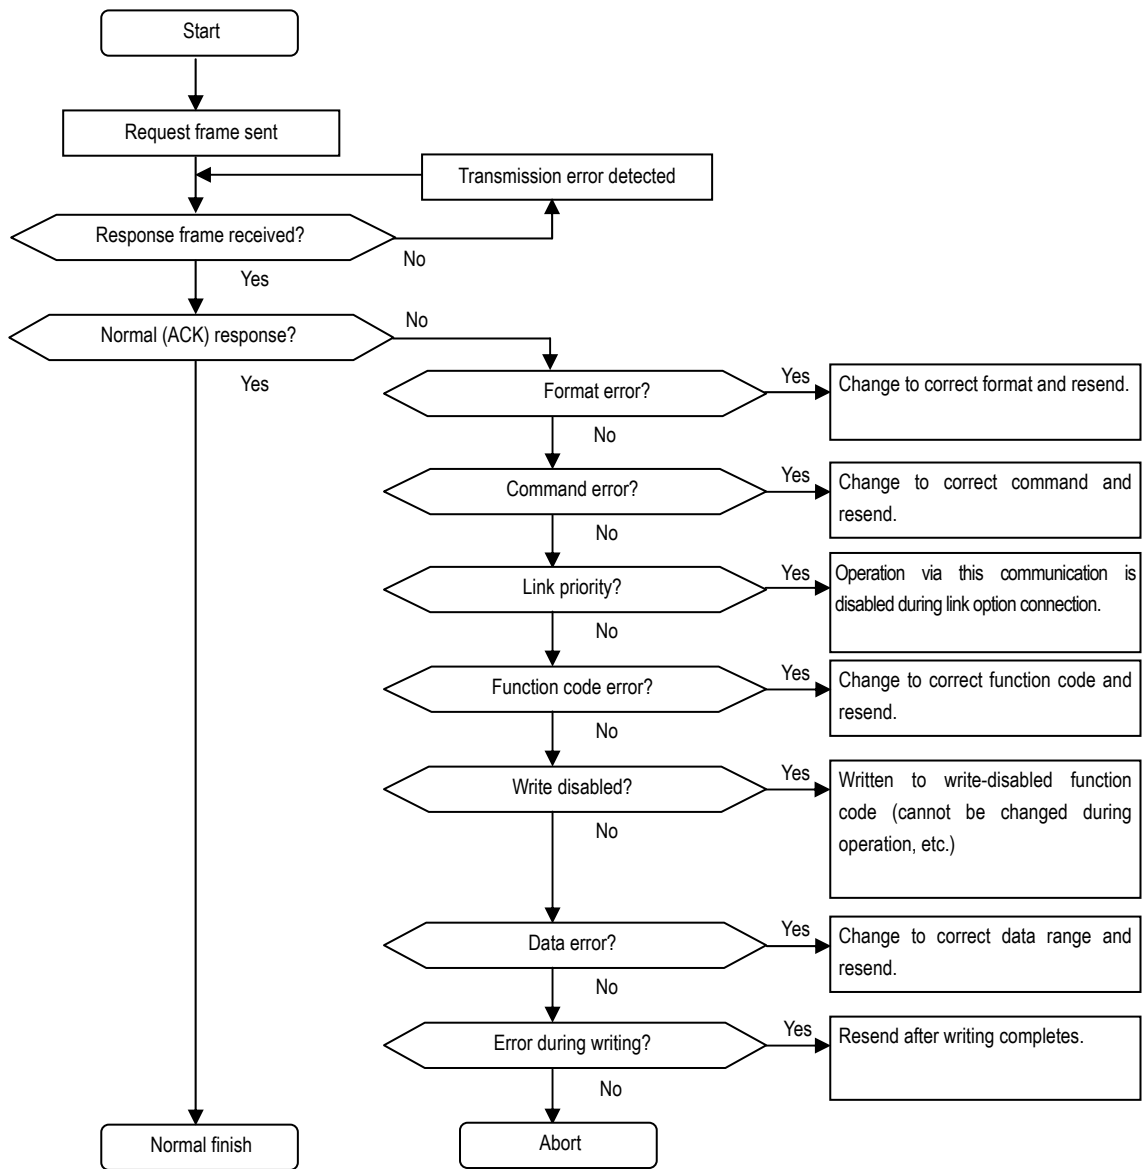 Start
Request frame sent
Transmission error detected
Response frame received?
No
Yes
Normal (ACK) response?
No
Yes
Format error?
Yes
Change to correct format and resend.
No
Command error?
Yes
Change to correct command and
resend.
No
Link priority?
Yes
Operation via this communication is
disabled during link option connection.
No
Function code error?
Yes
Change to correct function code and
resend.
No
Write disabled?
Yes
Written to write-disabled function
code (cannot be changed during
operation, etc.)
No
Data error?
Yes
Change to correct data range and
resend.
No
Error during writing?
Yes
Resend after writing completes.
No
Normal finish
Abort